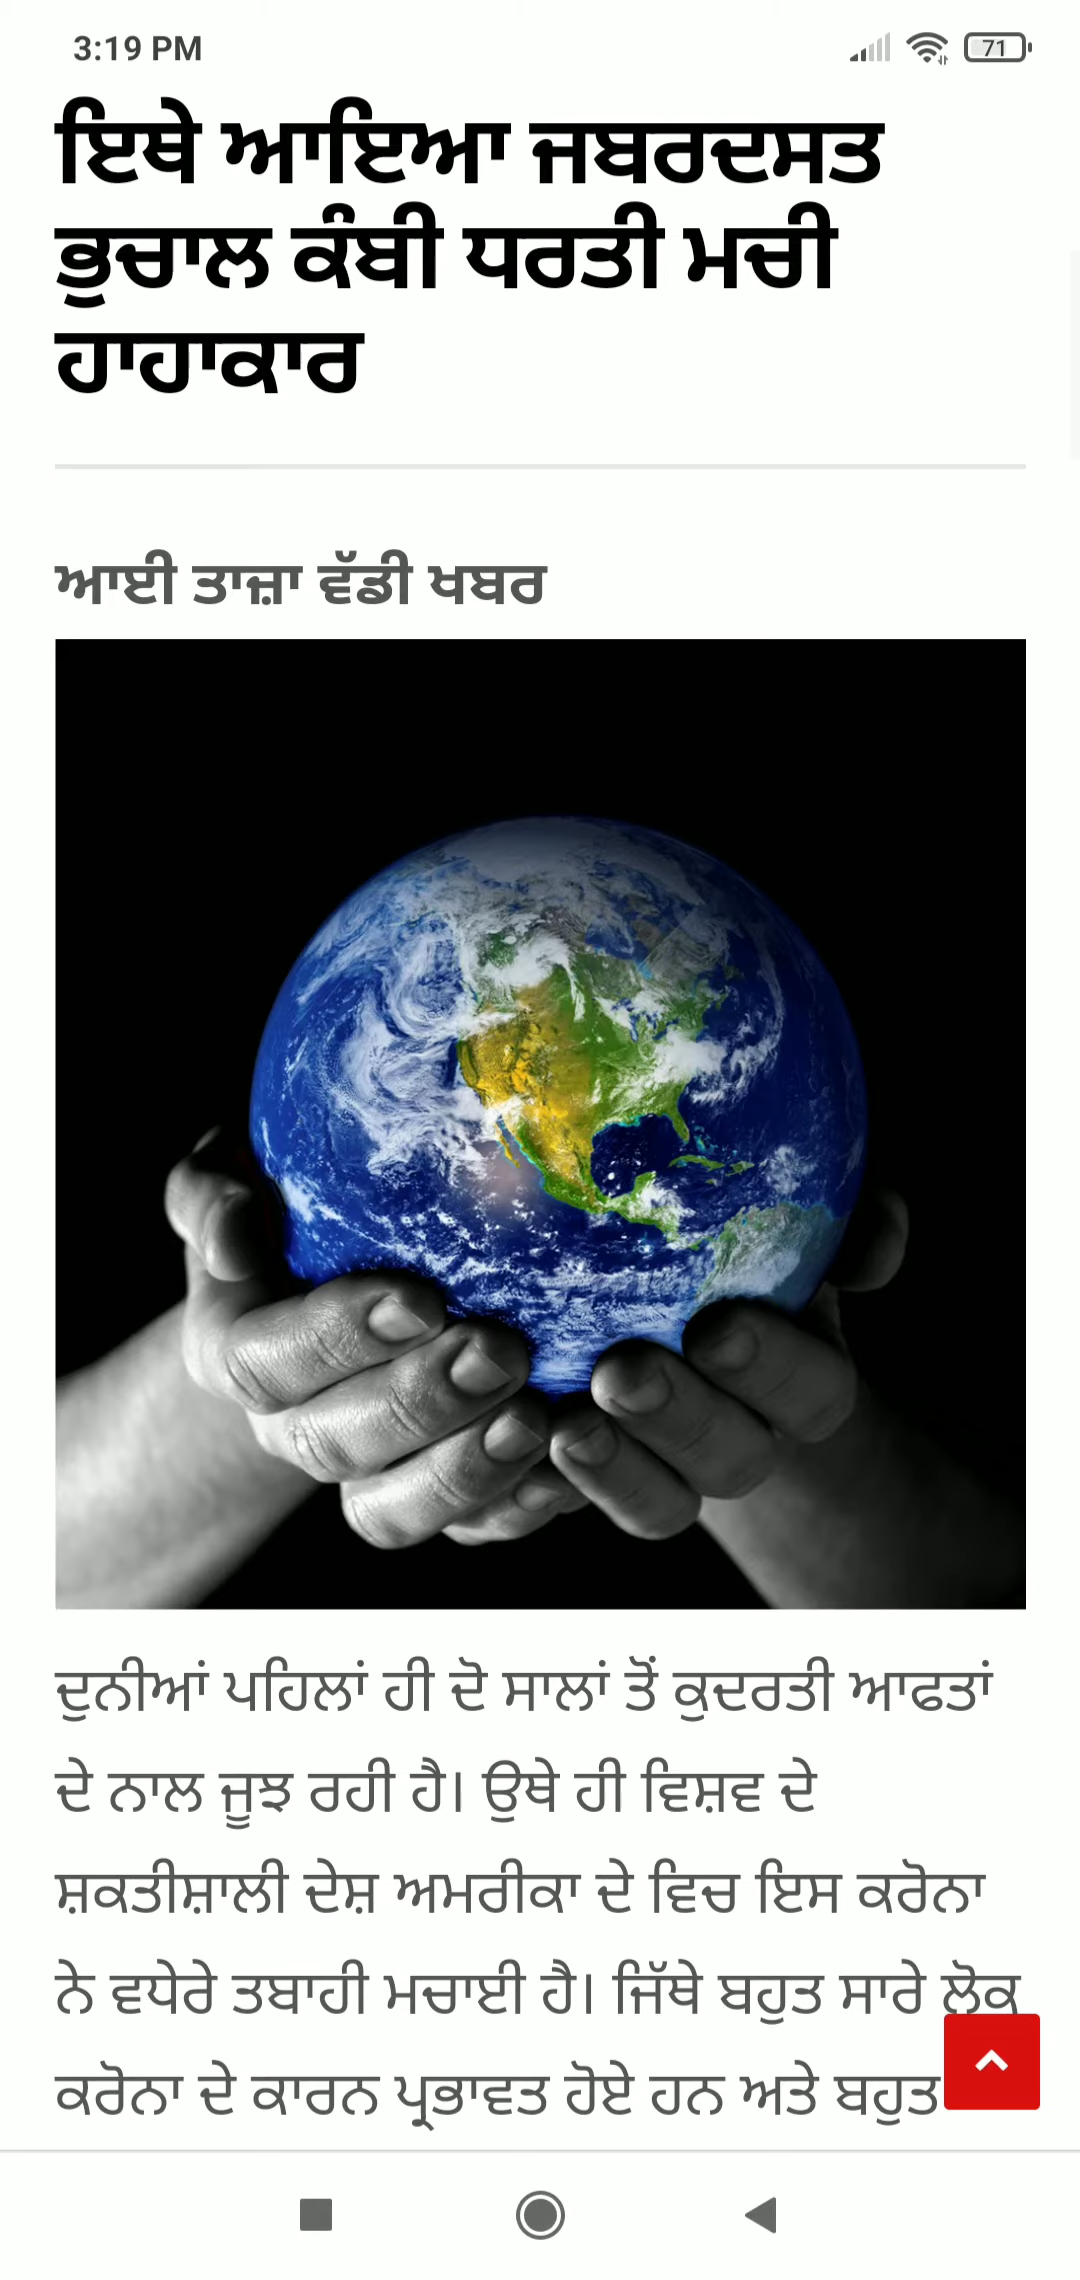 3:19 PM
71
ਇਥੇ ਆਇਆ ਜਬਰਦਸਤ
ਭੁਚਾਲ ਕੰਬੀ ਧਰਤੀ ਮਚੀ
ਹਾਹਾਕਾਰ
ਆਈ ਤਾਜ਼ਾ ਵੱਡੀ ਖਬਰ
ਦੁਨੀਆਂ ਪਹਿਲਾਂ ਹੀ ਦੋ ਸਾਲਾਂ ਤੋਂ ਕੁਦਰਤੀ ਆਫਤਾਂ
ਦੇ ਨਾਲ ਜੂਝ ਰਹੀ ਹੈ। ਉਥੇ ਹੀ ਵਿਸ਼ਵ ਦੇ
ਸ਼ਕਤੀਸ਼ਾਲੀ ਦੇਸ਼ ਅਮਰੀਕਾ ਦੇ ਵਿਚ ਇਸ ਕਰੋਨਾ
ਨੇ ਵਧੇਰੇ ਤਬਾਹੀ ਮਚਾਈ ਹੈ। ਜਿੱਥੇ ਬਹੁਤ ਸਾਰੇ ਲੋਕ
ਕਰੋਨਾ ਦੇ ਕਾਰਨ ਪ੍ਰਭਾਵਤ ਹੋਏ ਹਨ ਅਤੇ ਬਹੁਤ